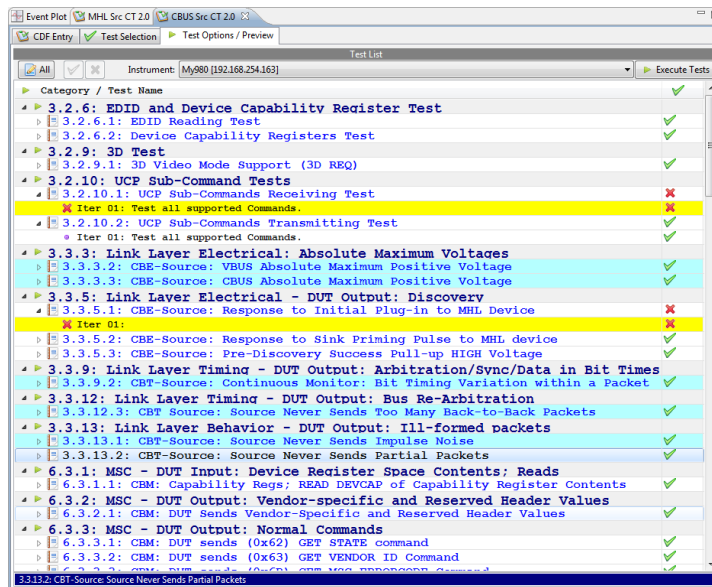 Event Plot MHL Src CT 2.0 CBUS Src CT 2.0
CDF Entry Test Selection Test Options / Preview
Test List
All Instrument: My980 [192.168.254.163] Execute Tests
Category / Test Name
3.2.6: EDID and Device Capability Register Test
3.2.6.1: EDID Reading Test
3.2.6.2: Device Capability Registers Test
3.2.9: 3D Test
3.2.9.1: 3D Video Mode Support (3D REQ)
3.2.10: UCP Sub-Command Tests
3.2.10.1: UCP Sub-Commands Receiving Test
Iter 01: Test all supported Commands.
3.2.10.2: UCP Sub-Commands Transmitting Test
Iter 01: Test all supported Commands.
3.3.3: Link Layer Electrical: Absolute Maximum Voltages
3.3.3.2: CBE-Source: VBUS Absolute Maximum Positive Voltage
3.3.3.3: CBE-Source: CBUS Absolute Maximum Positive Voltage
3.3.5: Link Layer Electrical - DUT Output: Discovery
3.3.5.1: CBE-Source: Response to Initial Plug-in to MHL Device
Iter 01:
3.3.5.2: CBE-Source: Response to Sink Priming Pulse to MHL device
3.3.5.3: CBE-Source: Pre-Discovery Success Pull-up HIGH Voltage
3.3.9: Link Layer Timing - DUT Output: Arbitration/Sync/Data in Bit Times
3.3.9.2: CBT-Source: Continuous Monitor: Bit Timing Variation within a Packet
3.3.12: Link Layer Timing - DUT Output: Bus Re-Arbitration
3.3.12.3: CBT Source: Source Never Sends Too Many Back-to-Back Packets
3.3.13: Link Layer Behavior - DUT Output: Ill-formed packets
3.3.13.1: CBT-Source: Source Never Sends Impulse Noise
3.3.13.2: CBT-Source: Source Never Sends Partial Packets
6.3.1: MSC - DUT Input: Device Register Space Contents; Reads
6.3.1.1: CBM: Capability Regs; READ DEVCAP of Capability Register Contents
6.3.2: MSC - DUT Output: Vendor-specific and Reserved Header Values
6.3.2.1: CBM: DUT Sends Vendor-Specific and Reserved Header Values
6.3.3: MSC - DUT Output: Normal Commands
6.3.3.1: CBM: DUT sends (0x62) GET STATE command
6.3.3.2: CBM: DUT sends (0x63) GET VENDOR ID Command
3.3.13.2: CBT-Source: Source Never Sends Partial Packets